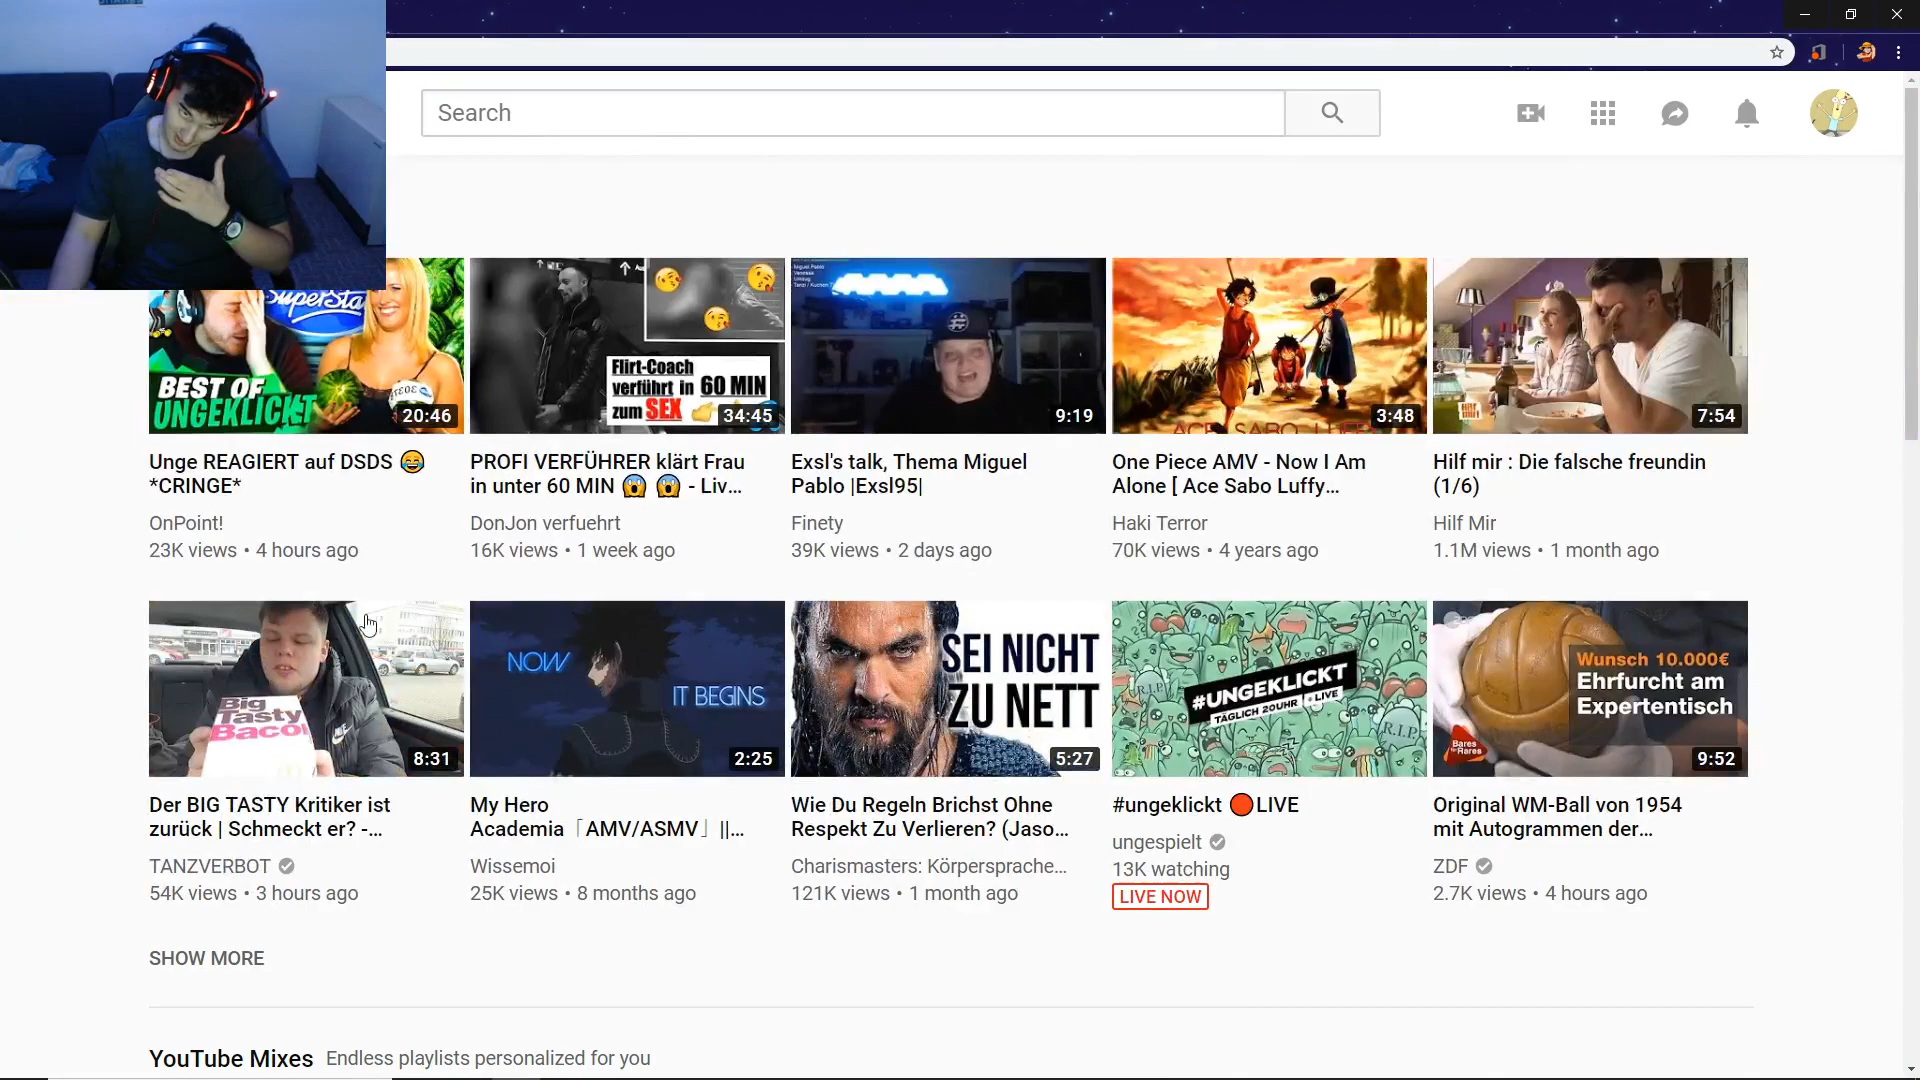 Search
SuperSta
BEST OF
UNGEKLICKT
20:46
Flirt-Coach
verführt in 60 MIN
zum SEX
34:45
9:19
ACE SABO LUFFY
3:48
7:54
Unge REAGIERT auf DSDS 😂
*CRINGE*
OnPoint!
23K views • 4 hours ago
PROFI VERFÜHRER klärt Frau
in unter 60 MIN 😱 😱 - Liv...
DonJon verfuehrt
16K views • 1 week ago
Exsl's talk, Thema Miguel
Pablo |Exsl95|
Finety
39K views • 2 days ago
One Piece AMV - Now I Am
Alone [ Ace Sabo Luffy...
Haki Terror
70K views • 4 years ago
Hilf mir : Die falsche freundin
(1/6)
Hilf Mir
1.1M views • 1 month ago
Big
Tasty
Bacon
8:31
NOW
IT BEGINS
2:25
SEI NICHT
ZU NETT
5:27
R.I.P.
#UNGEKLICKT
TÄGLICH 20UHR LIVE
R.I.P.
Wunsch 10.000€
Ehrfurcht am
Expertentisch
Bares
für Rares
9:52
Der BIG TASTY Kritiker ist
zurück | Schmeckt er? -...
TANZVERBOT
54K views • 3 hours ago
My Hero
Academia「AMV/ASMV」||...
Wissemoi
25K views • 8 months ago
Wie Du Regeln Brichst Ohne
Respekt Zu Verlieren? (Jaso...
Charismasters: Körpersprache...
121K views • 1 month ago
#ungeklickt 🔴LIVE
ungespielt
13K watching
LIVE NOW
Original WM-Ball von 1954
mit Autogrammen der...
ZDF
2.7K views • 4 hours ago
SHOW MORE
YouTube Mixes Endless playlists personalized for you